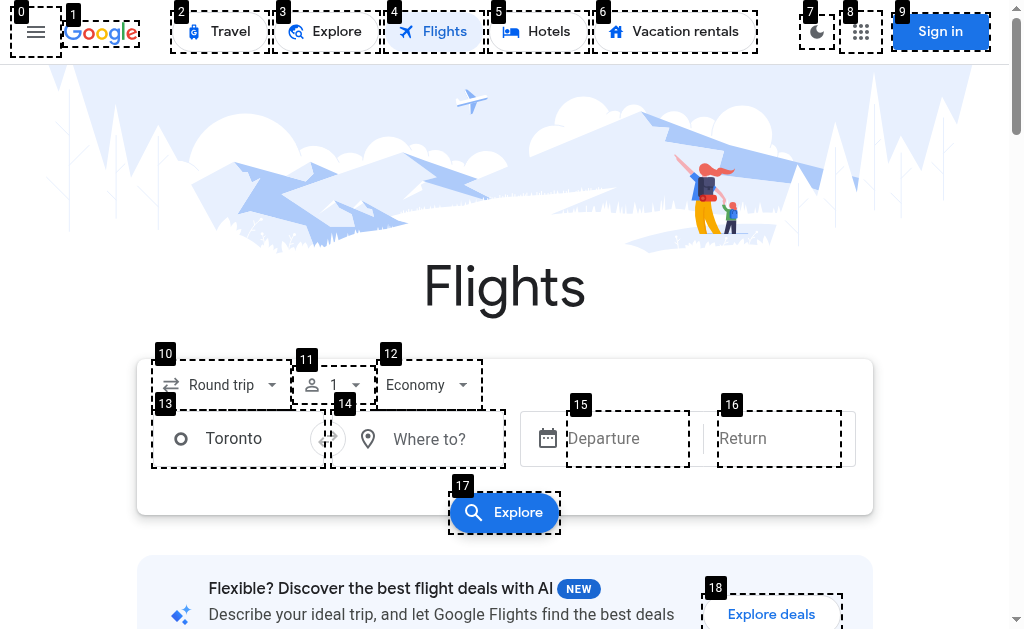 0 1 2 3 4 5 6 7 8 9
Google Travel Explore Flights Hotels Vacation rentals Sign in
Flights
10 11 12
Round trip 1 Economy
13 14 15 16
Toronto Where to? Departure Return
17
Explore
Flexible? Discover the best flight deals with AI NEW
18
Describe your ideal trip, and let Google Flights find the best deals
Explore deals